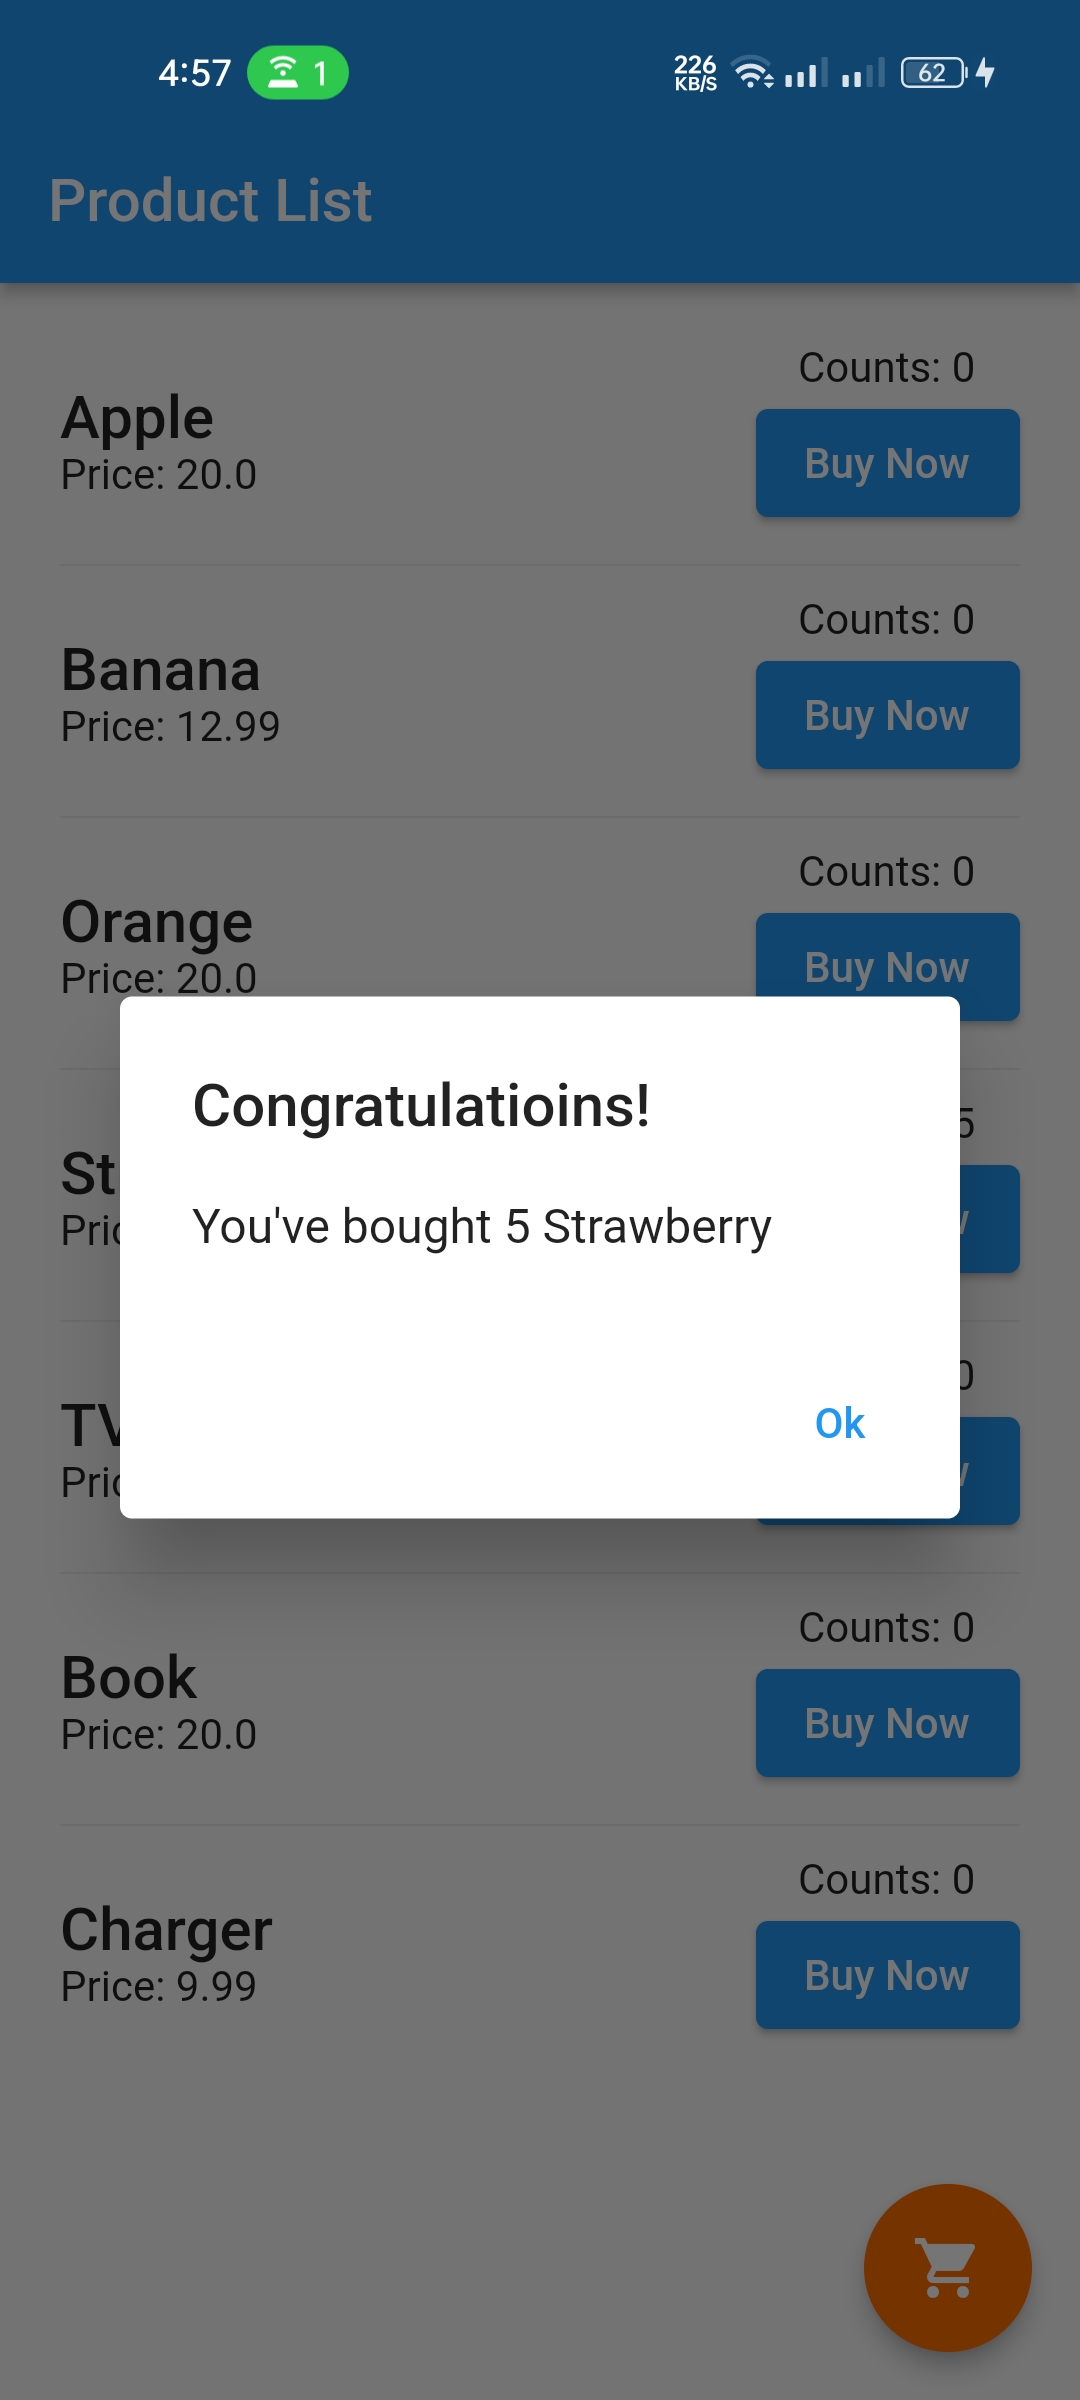 4:57 1 226 KB/S 62
Product List
Counts: 0
Apple
Price: 20.0
Buy Now
Counts: 0
Banana
Price: 12.99
Buy Now
Counts: 0
Orange
Price: 20.0
Buy Now
Congratulatioins!
You've bought 5 Strawberry
Ok
5
St
Pric
w
0
TV
Pric
w
Counts: 0
Book
Price: 20.0
Buy Now
Counts: 0
Charger
Price: 9.99
Buy Now